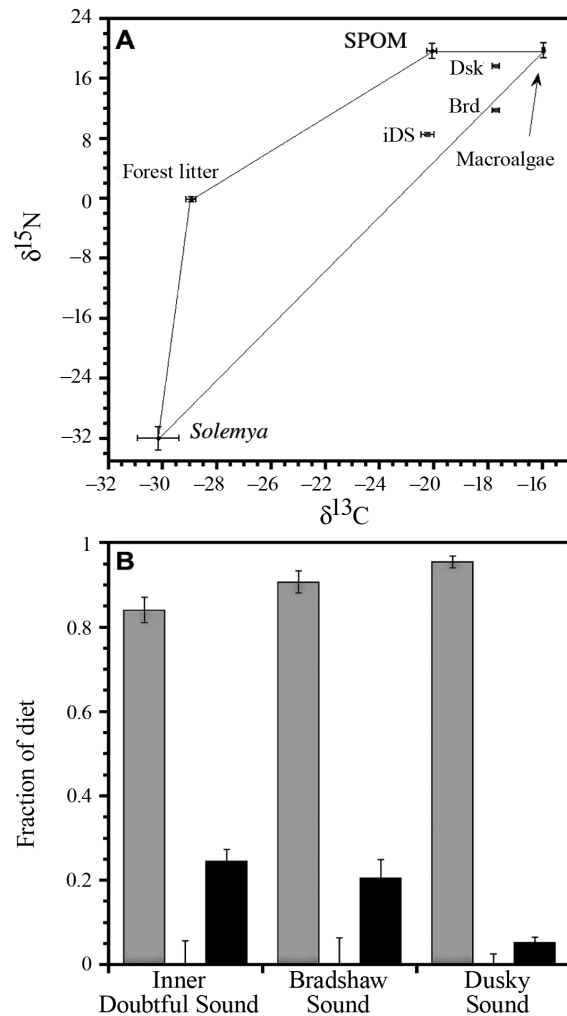 A
24
16
8
0
−8
−16
−24
−32
δ15N
SPOM
Dsk
Brd
iDS
Macroalgae
Forest litter
Solemya
−32 −30 −28 −26 −24 −22 −20 −18 −16
δ13C
B
1
0.8
0.6
0.4
0.2
0
Fraction of diet
Inner
Doubtful Sound
Bradshaw
Sound
Dusky
Sound